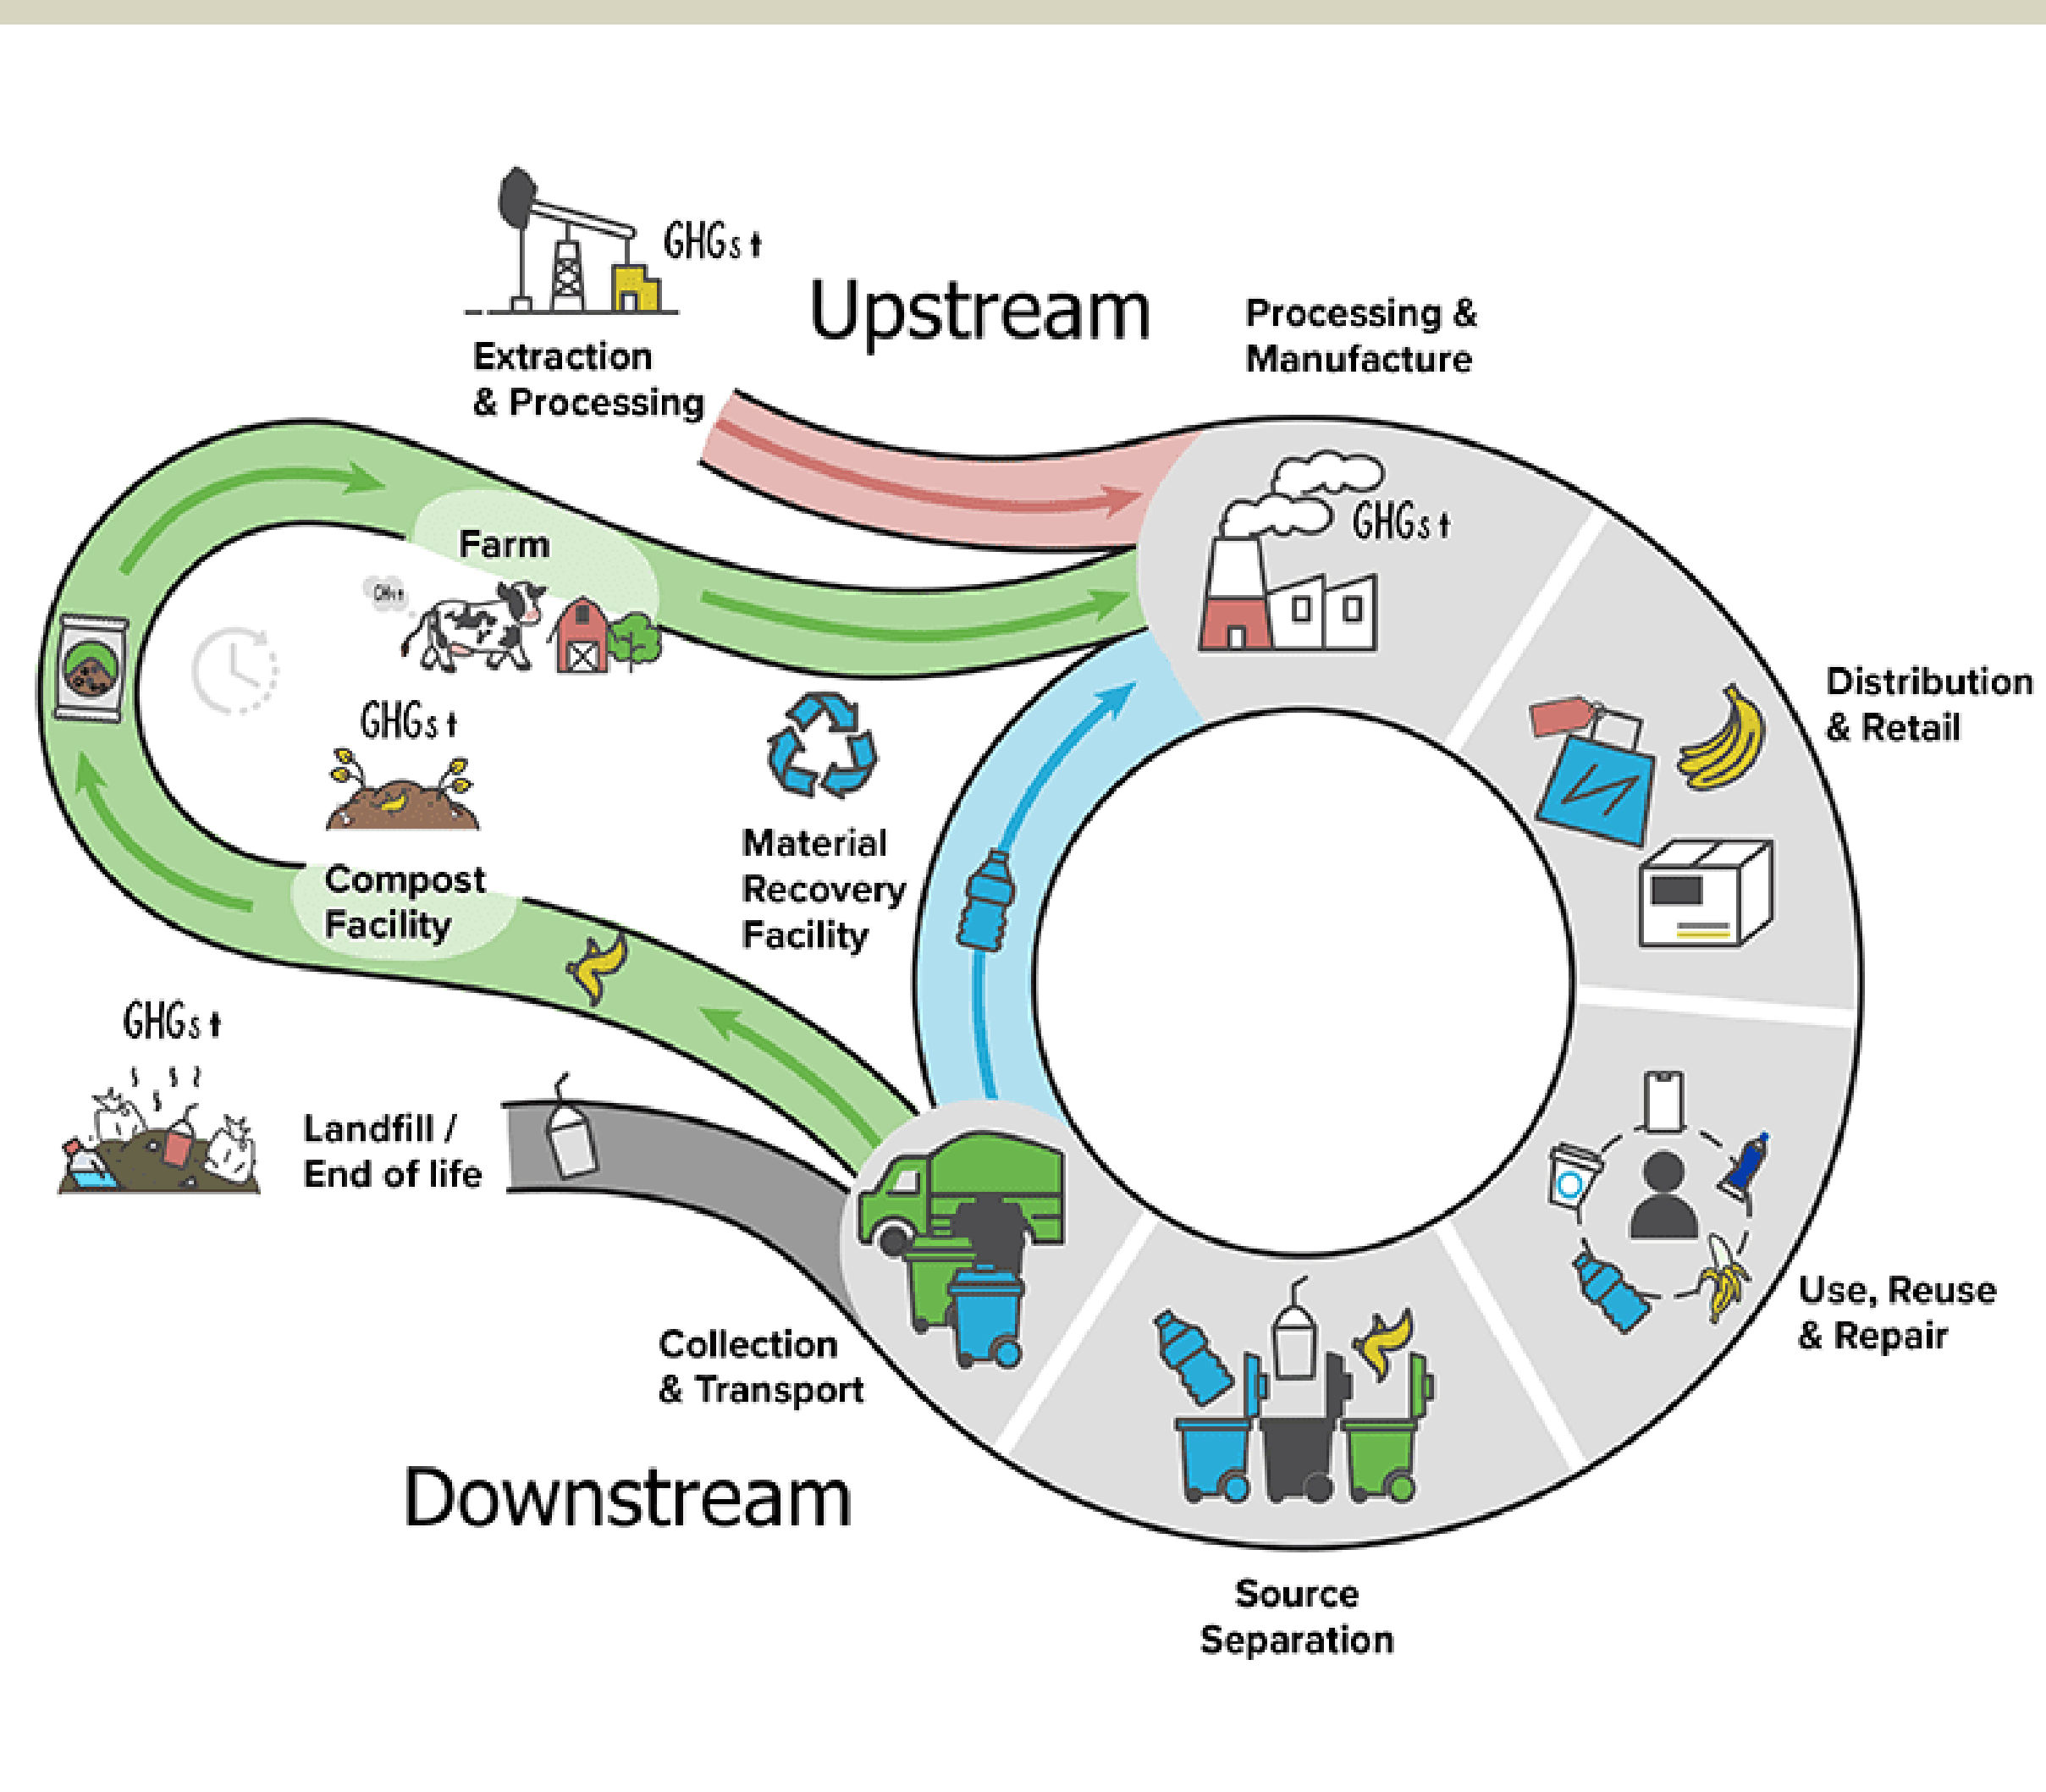 GHGs
Upstream
Extraction
& Processing
Processing &
Manufacture
GHGs
Farm
GHGs
Distribution
& Retail
Material
Recovery
Facility
Compost
Facility
GHGs
Landfill /
End of life
Use, Reuse
& Repair
Collection
& Transport
Downstream
Source
Separation